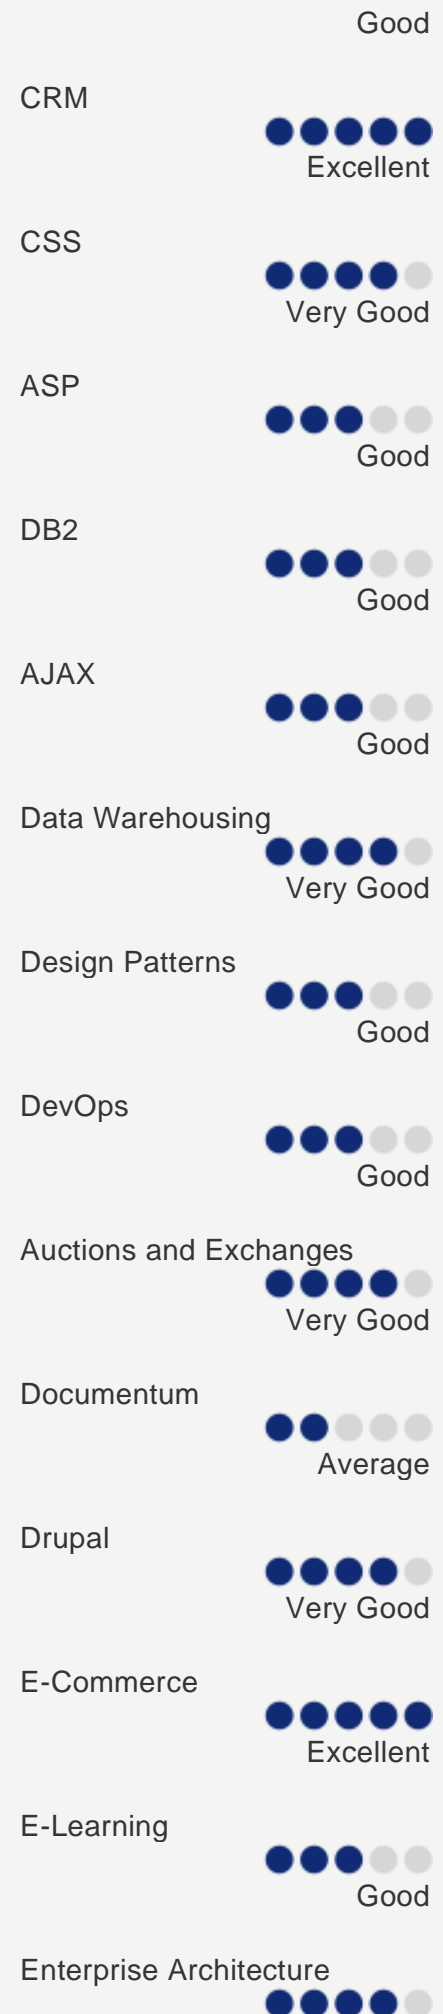 Good
CRM
Excellent
CSS
Very Good
ASP
Good
DB2
Good
AJAX
Good
Data Warehousing
Very Good
Design Patterns
Good
DevOps
Good
Auctions and Exchanges
Very Good
Documentum
Average
Drupal
Very Good
E-Commerce
Excellent
E-Learning
Good
Enterprise Architecture